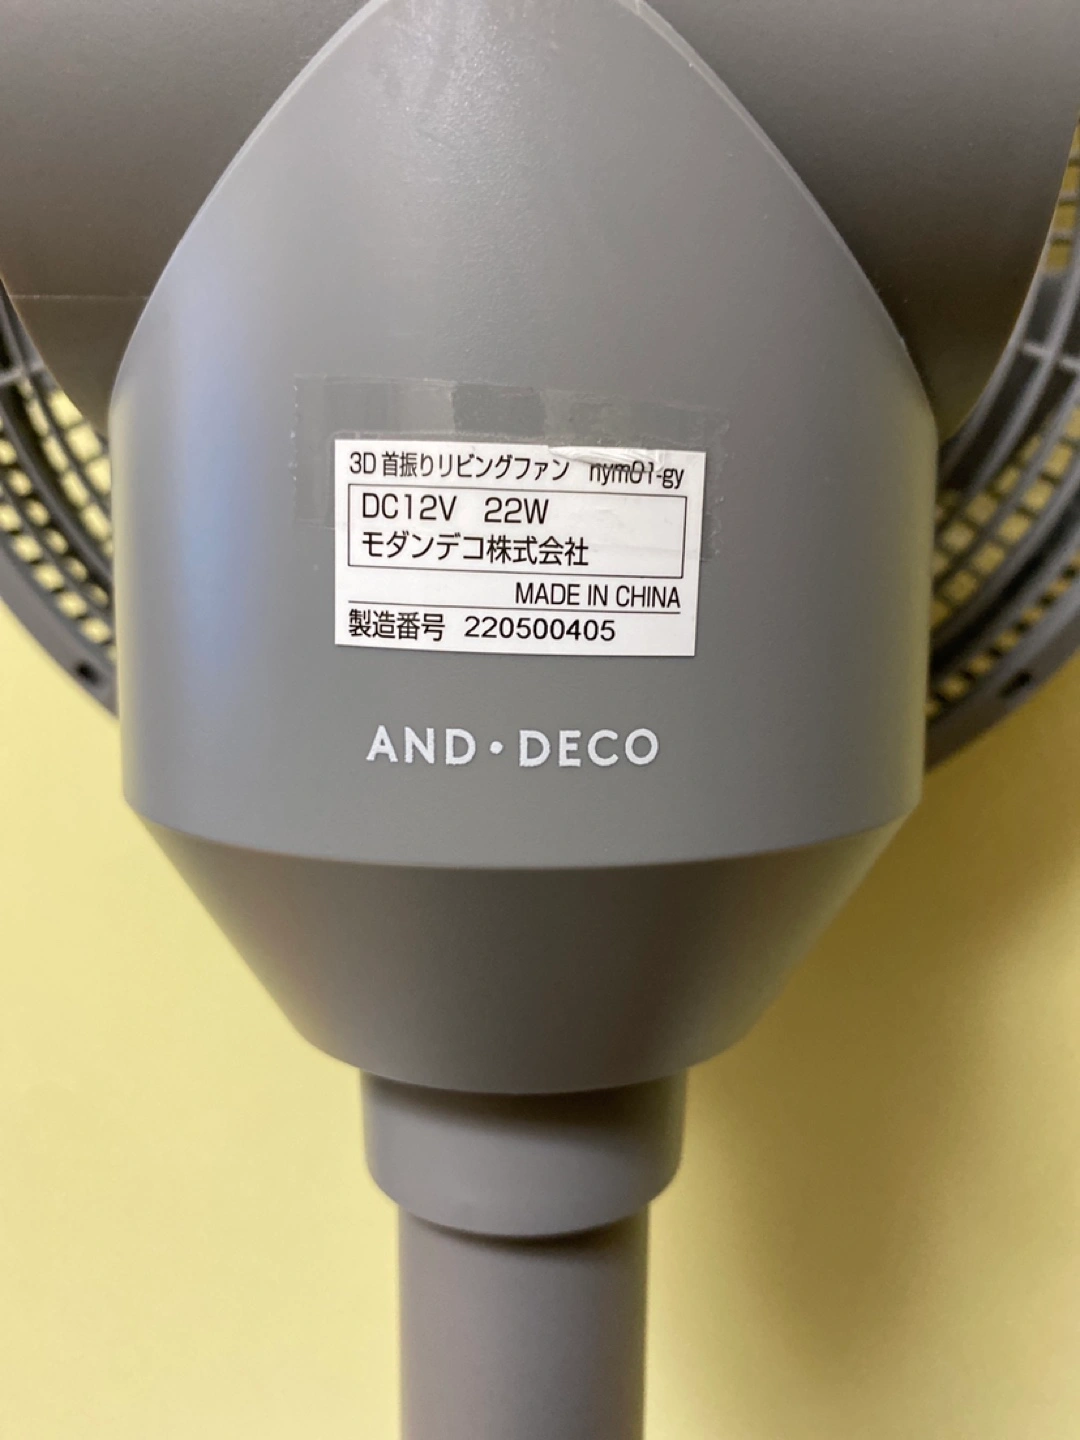 3D 首振りリビングファン nym01-gy
DC12V 22W
モダンデコ株式会社
MADE IN CHINA
製造番号 220500405
AND・DECO